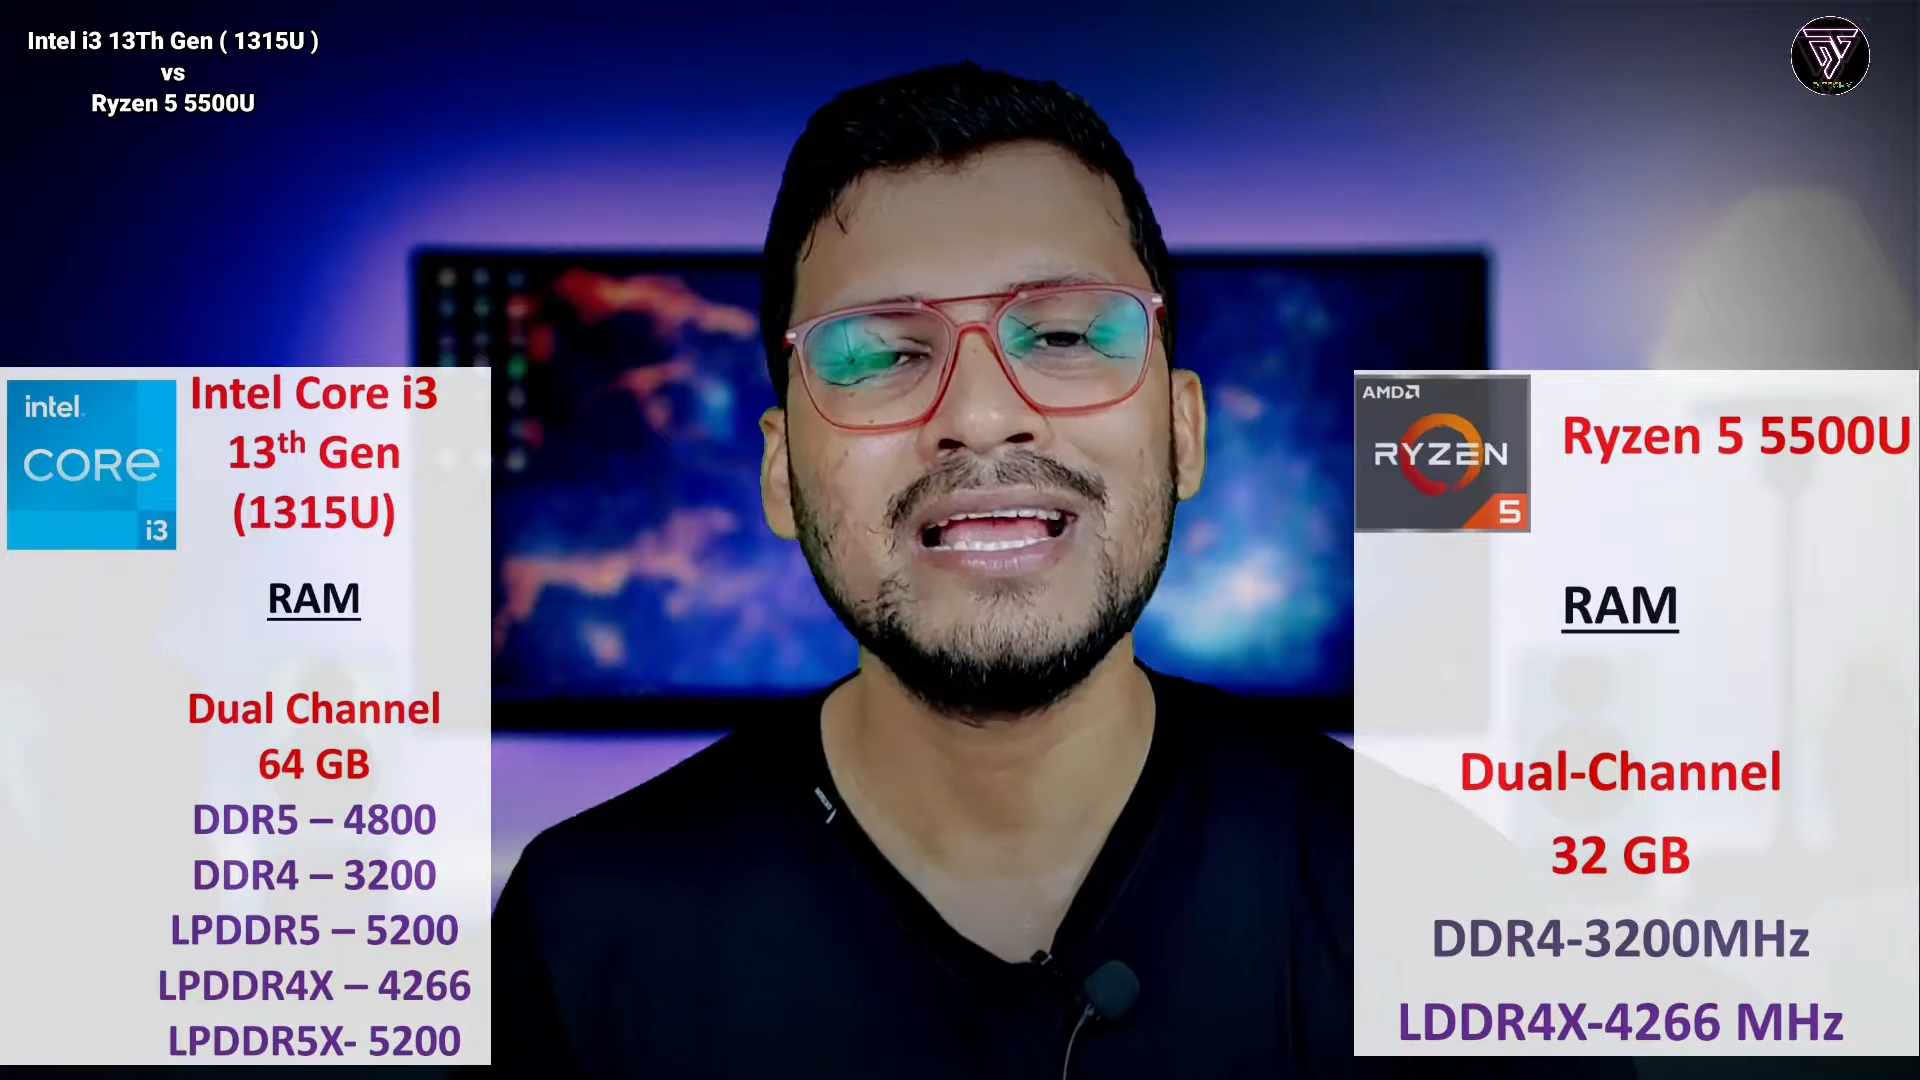 Intel i3 13Th Gen ( 1315U )
vs
Ryzen 5 5500U
intel.
CORE
i3
Intel Core i3
13th Gen
(1315U)
RAM
Dual Channel
64 GB
DDR5 – 4800
DDR4 – 3200
LPDDR5 – 5200
LPDDR4X – 4266
LPDDR5X- 5200
AMD
RYZEN
5
Ryzen 5 5500U
RAM
Dual-Channel
32 GB
DDR4-3200MHz
LDDR4X-4266 MHz